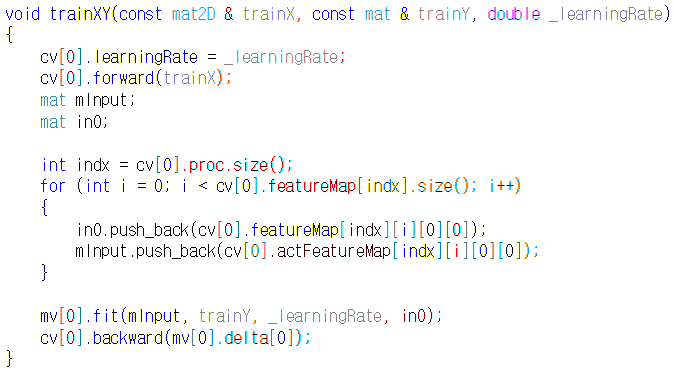 void trainXY(const mat2D & trainX, const mat & trainY, double _learningRate)
{
    cv[0].learningRate = _learningRate;
    cv[0].forward(trainX);
    mat mInput;
    mat in0;

    int indx = cv[0].proc.size();
    for (int i = 0; i < cv[0].featureMap[indx].size(); i++)
    {
        in0.push_back(cv[0].featureMap[indx][i][0][0]);
        mInput.push_back(cv[0].actFeatureMap[indx][i][0][0]);
    }

    mv[0].fit(mInput, trainY, _learningRate, in0);
    cv[0].backward(mv[0].delta[0]);
}